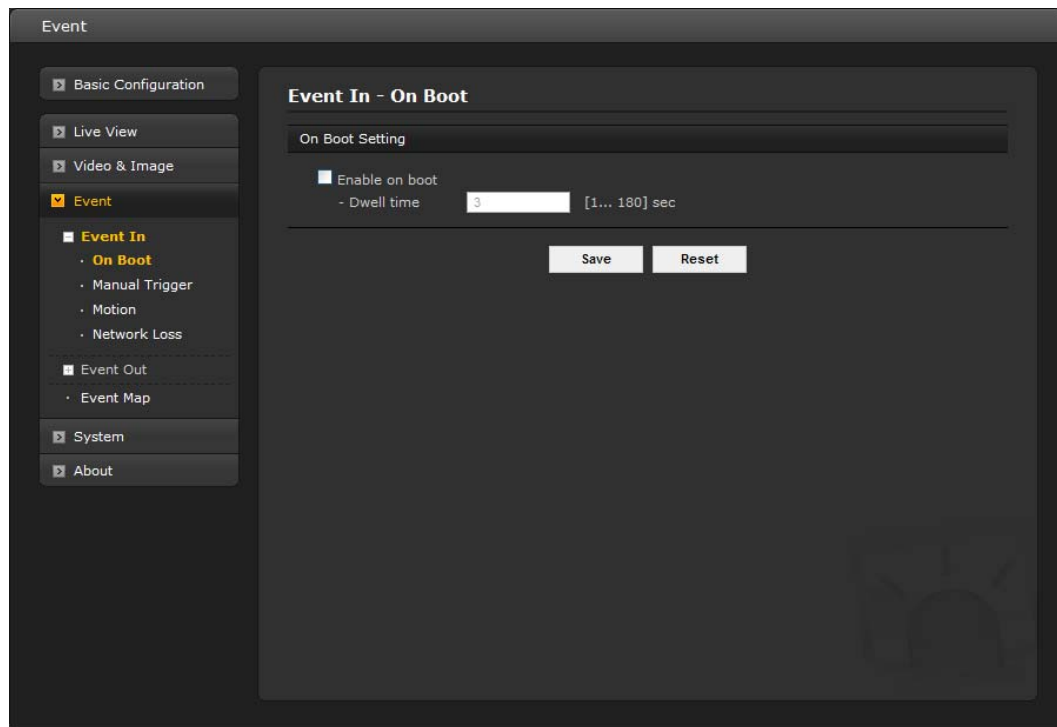 Event
Basic Configuration
Live View
Video & Image
Event
Event In
· On Boot
· Manual Trigger
· Motion
· Network Loss
Event Out
· Event Map
System
About
Event In - On Boot
On Boot Setting
Enable on boot
- Dwell time 3 [1... 180] sec
Save Reset